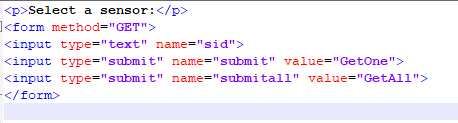 <p>Select a sensor:</p>
<form method="GET">
<input type="text" name="sid">
<input type="submit" name="submit" value="GetOne">
<input type="submit" name="submitall" value="GetAll">
</form>